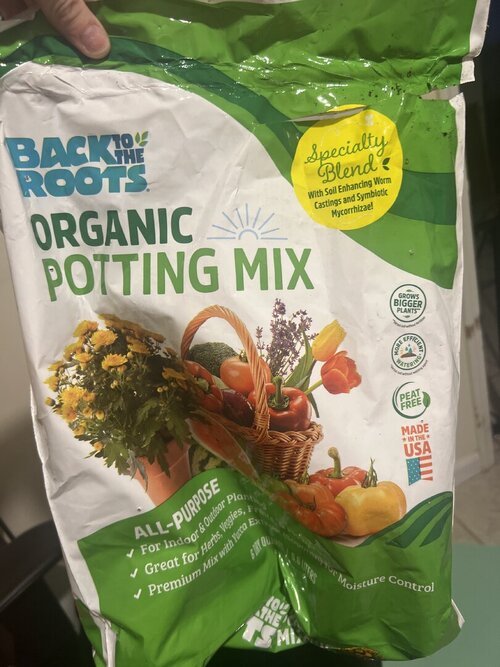 BACK TO THE ROOTS
ORGANIC
POTTING MIX
Specialty
Blend
With Soil Enhancing Worm
Castings and Symbiotic
Mycorrhizae!
GROWS
BIGGER
PLANTS
MORE EFFICIENT
WATERING
PEAT
FREE
MADE
IN THE
USA
ALL-PURPOSE
✓ For Indoor & Outdoor
✓ Great for Herbs, Veggies,
✓ Premium Mix with Yucca
for Moisture Control